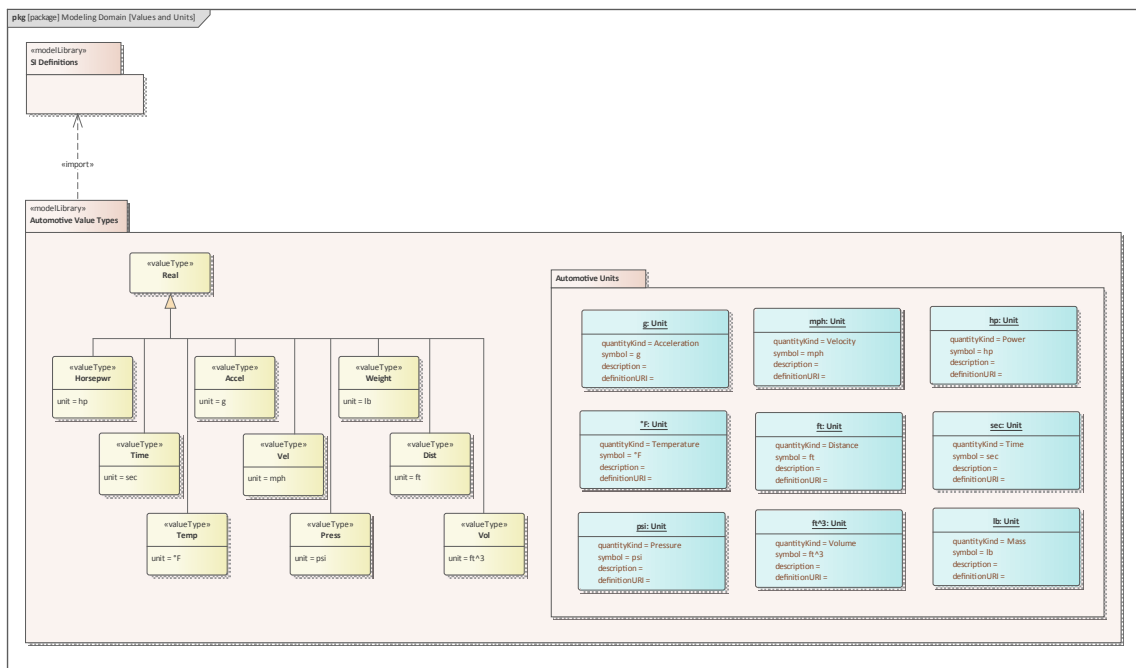 pkg [package] Modeling Domain [Values and Units]
«modelLibrary»
SI Definitions
«import»
«modelLibrary»
Automotive Value Types
«valueType»
Real
«valueType»
Horsepwr
unit = hp
«valueType»
Accel
unit = g
«valueType»
Weight
unit = lb
«valueType»
Time
unit = sec
«valueType»
Vel
unit = mph
«valueType»
Dist
unit = ft
«valueType»
Temp
unit = °F
«valueType»
Press
unit = psi
«valueType»
Vol
unit = ft^3
Automotive Units
g: Unit
quantityKind = Acceleration
symbol = g
description =
definitionURI =
mph: Unit
quantityKind = Velocity
symbol = mph
description =
definitionURI =
hp: Unit
quantityKind = Power
symbol = hp
description =
definitionURI =
°F: Unit
quantityKind = Temperature
symbol = °F
description =
definitionURI =
ft: Unit
quantityKind = Distance
symbol = ft
description =
definitionURI =
sec: Unit
quantityKind = Time
symbol = sec
description =
definitionURI =
psi: Unit
quantityKind = Pressure
symbol = psi
description =
definitionURI =
ft^3: Unit
quantityKind = Volume
symbol = ft^3
description =
definitionURI =
lb: Unit
quantityKind = Mass
symbol = lb
description =
definitionURI =